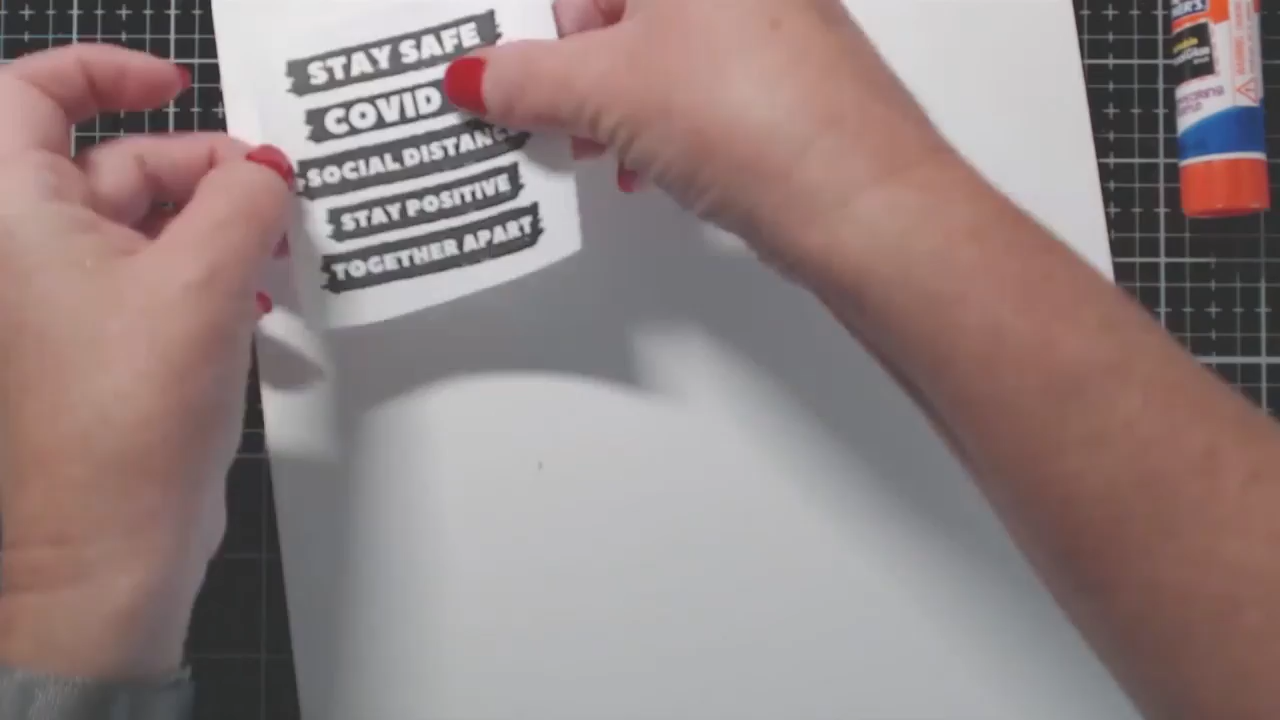 STAY SAFE
COVID
SOCIAL DISTANC
STAY POSITIVE
TOGETHER APART